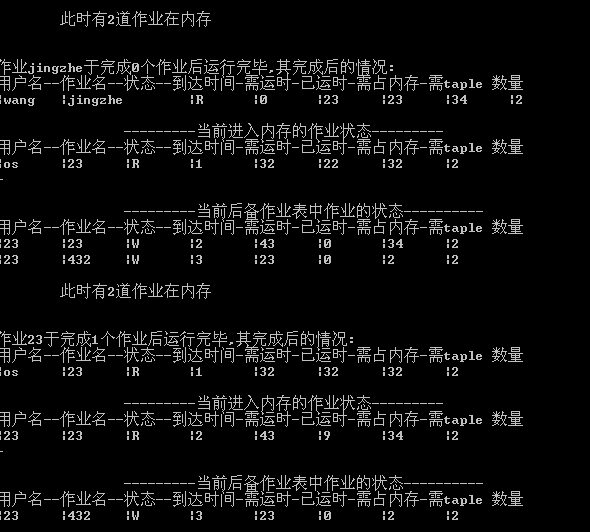 此时有2道作业在内存
作业jingzhe于完成0个作业后运行完毕,其完成后的情况:
用户名--作业名--状态--到达时间-需运时-已运时-需占内存-需taple 数量
|wang |jingzhe |R |0 |23 |23 |34 |2
---------当前进入内存的作业状态---------
用户名--作业名--状态--到达时间-需运时-已运时-需占内存-需taple 数量
|os |23 |R |1 |32 |22 |32 |2
-
---------当前后备作业表中作业的状态----------
用户名--作业名--状态--到达时间-需运时-已运时-需占内存-需taple 数量
|23 |23 |W |2 |43 |0 |34 |2
|23 |432 |W |3 |23 |0 |2 |2
此时有2道作业在内存
作业23于完成1个作业后运行完毕,其完成后的情况:
用户名--作业名--状态--到达时间-需运时-已运时-需占内存-需taple 数量
|os |23 |R |1 |32 |32 |32 |2
---------当前进入内存的作业状态---------
用户名--作业名--状态--到达时间-需运时-已运时-需占内存-需taple 数量
|23 |23 |R |2 |43 |9 |34 |2
-
---------当前后备作业表中作业的状态----------
用户名--作业名--状态--到达时间-需运时-已运时-需占内存-需taple 数量
|23 |432 |W |3 |23 |0 |2 |2